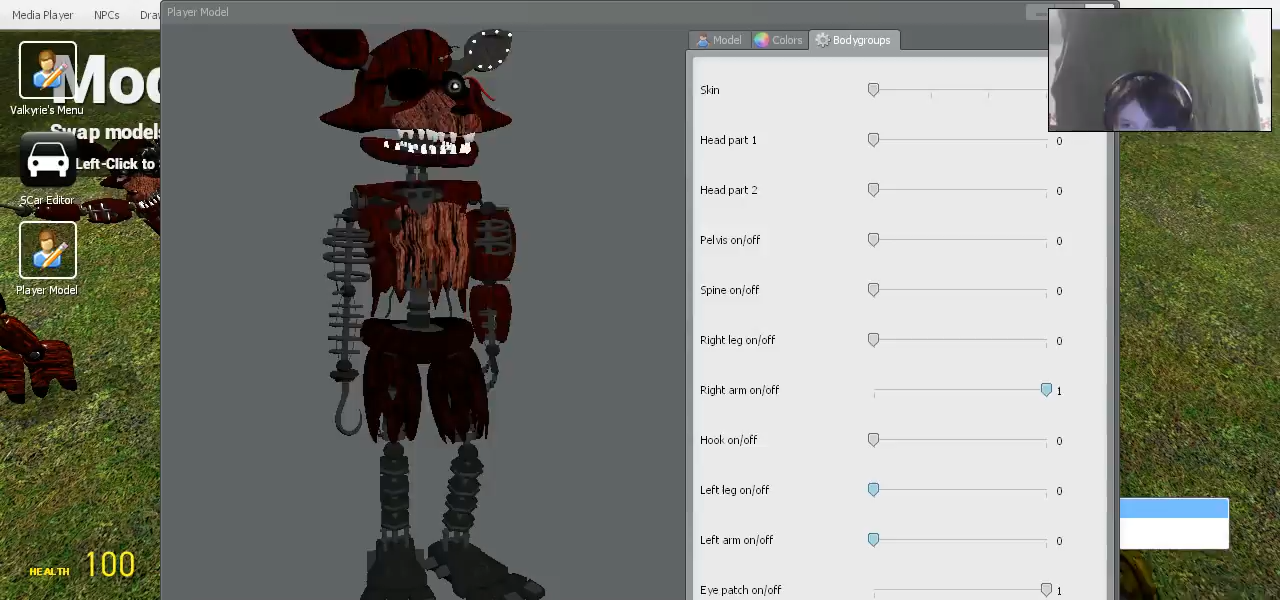 Media Player NPCs
Player Model
Model Colors Bodygroups
Valkyrie's Menu
Swap models
Left-Click to
SCar Editor
Player Model
Skin
Head part 1 0
Head part 2 0
Pelvis on/off 0
Spine on/off 0
Right leg on/off 0
Right arm on/off 1
Hook on/off 0
Left leg on/off 0
Left arm on/off 0
Eye patch on/off 1
HEALTH 100